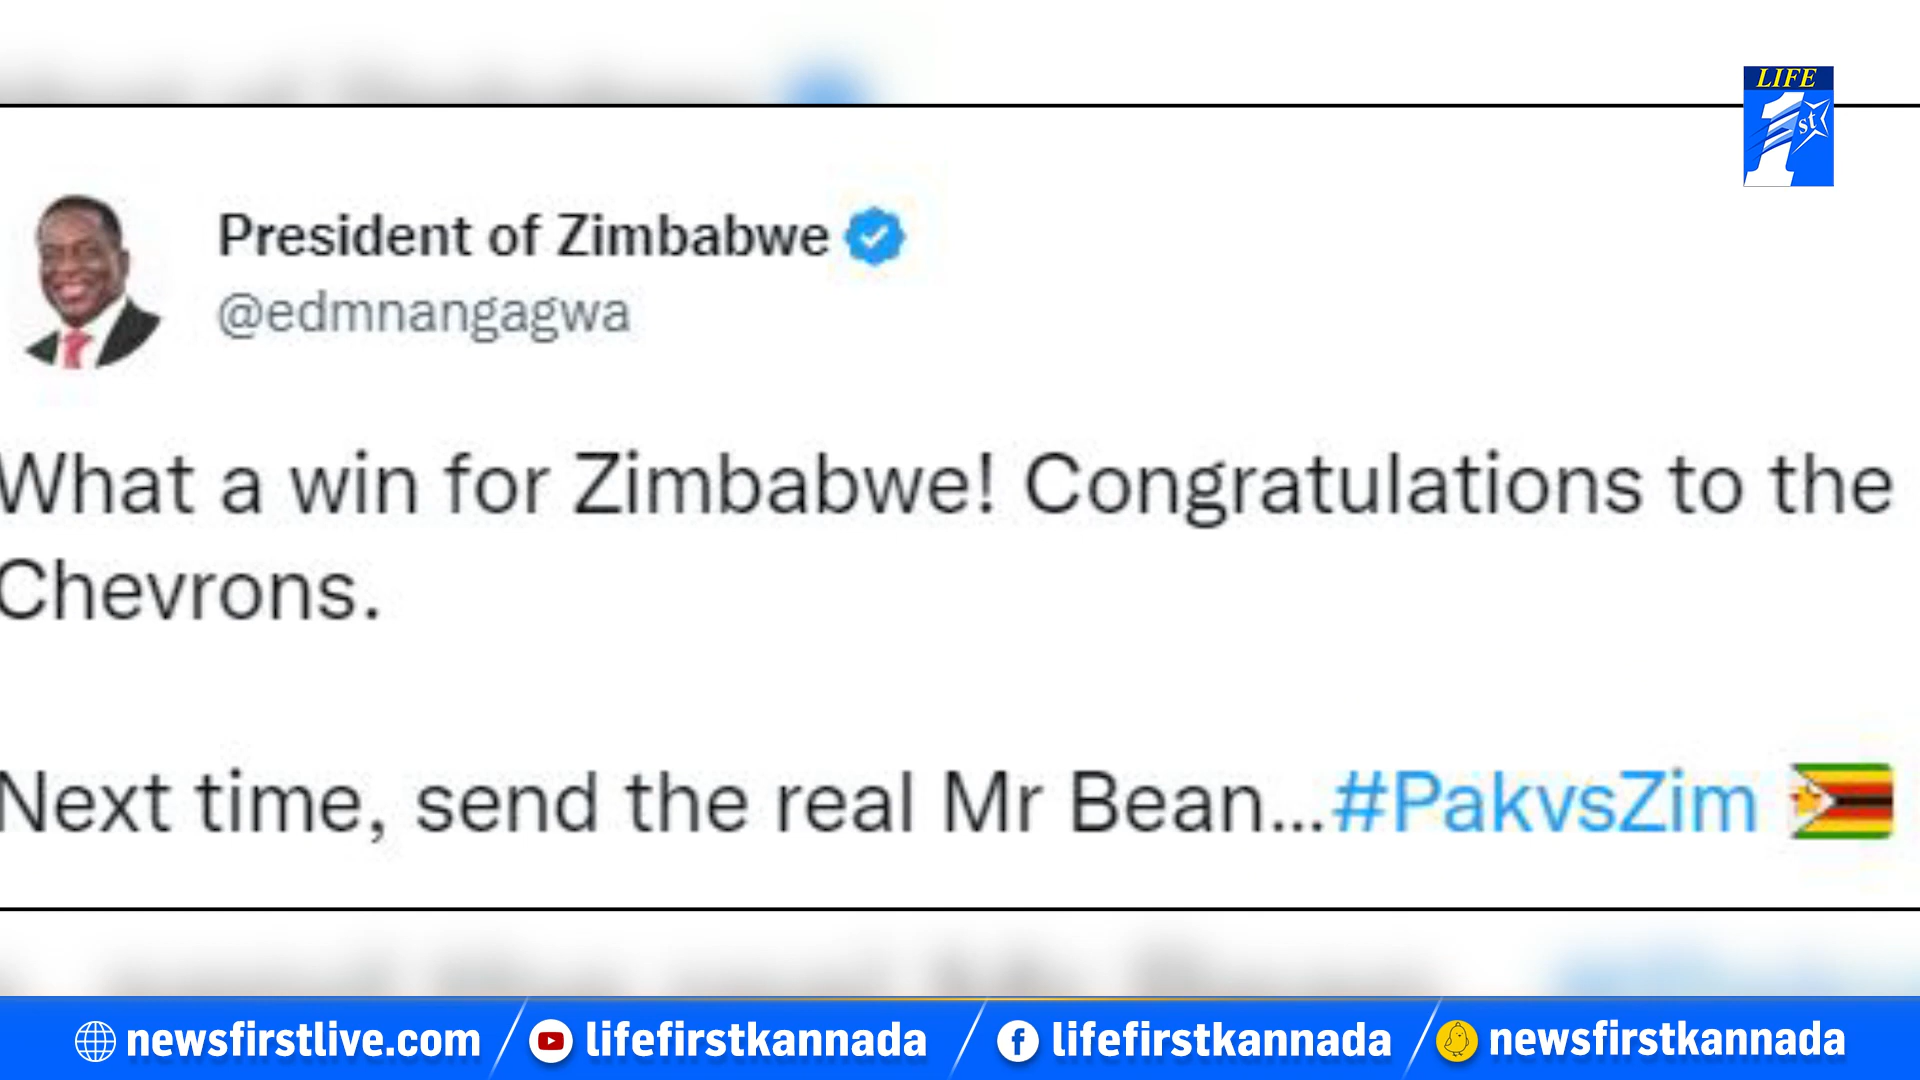 LIFE
1st
President of Zimbabwe
@edmnangagwa
What a win for Zimbabwe! Congratulations to the
Chevrons.
Next time, send the real Mr Bean...#PakvsZim
newsfirstlive.com
lifefirstkannada
lifefirstkannada
newsfirstkannada